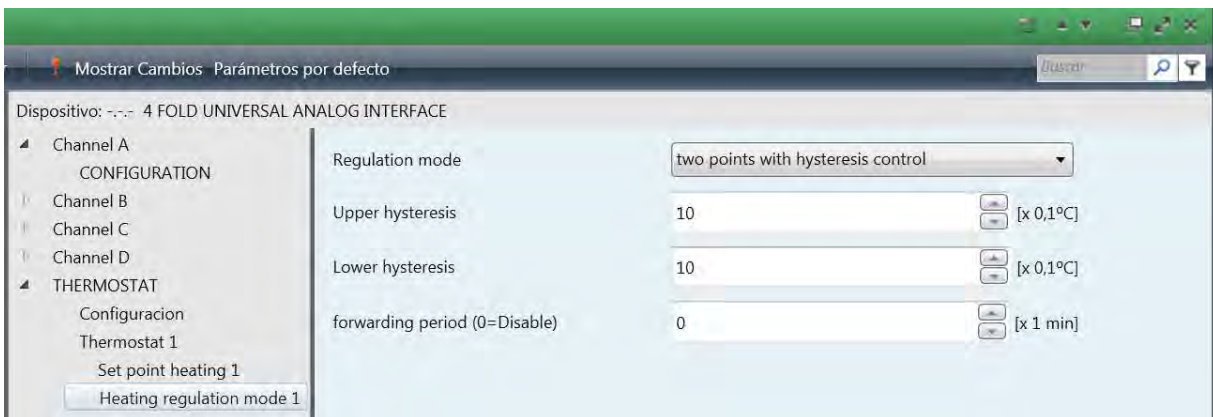 Mostrar Cambios Parámetros por defecto
Buscar
Dispositivo: -.-.- 4 FOLD UNIVERSAL ANALOG INTERFACE
Channel A
CONFIGURATION
Channel B
Channel C
Channel D
THERMOSTAT
Configuracion
Thermostat 1
Set point heating 1
Heating regulation mode 1
Regulation mode two points with hysteresis control
Upper hysteresis 10 [x 0,1ºC]
Lower hysteresis 10 [x 0,1ºC]
forwarding period (0=Disable) 0 [x 1 min]